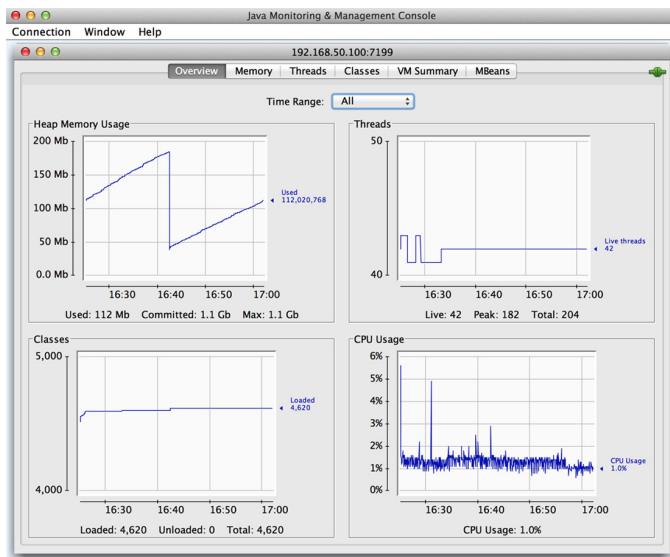 Java Monitoring & Management Console
Connection Window Help
192.168.50.100:7199
Overview Memory Threads Classes VM Summary MBeans
Time Range: All
Heap Memory Usage
200 Mb
150 Mb
100 Mb
50 Mb
0.0 Mb
Used
112,020,768
16:30 16:40 16:50 17:00
Used: 112 Mb Committed: 1.1 Gb Max: 1.1 Gb
Threads
50
40
Live threads
42
16:30 16:40 16:50 17:00
Live: 42 Peak: 182 Total: 204
Classes
5,000
4,000
Loaded
4,620
16:30 16:40 16:50 17:00
Loaded: 4,620 Unloaded: 0 Total: 4,620
CPU Usage
6%
5%
4%
3%
2%
1%
0%
CPU Usage
1.0%
16:30 16:40 16:50 17:00
CPU Usage: 1.0%